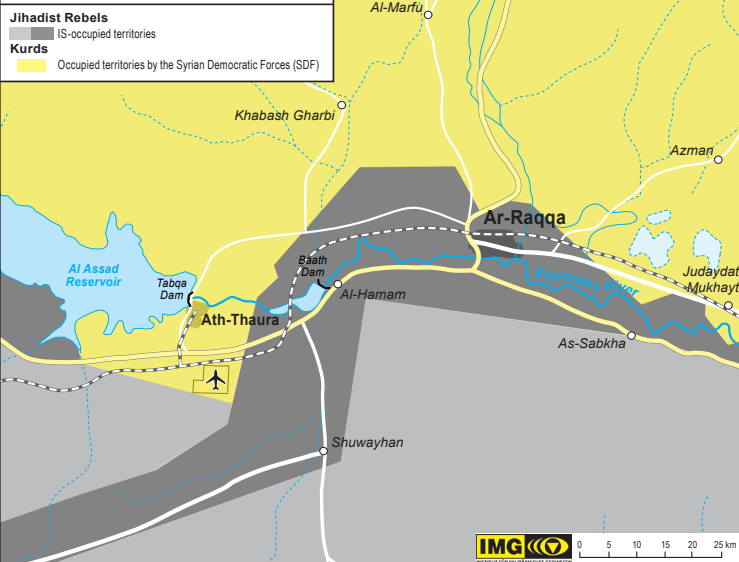 Jihadist Rebels
IS-occupied territories
Kurds
Occupied territories by the Syrian Democratic Forces (SDF)
Al-Marfu
Khabash Gharbi
Azman
Ar-Raqqa
Al Assad
Reservoir
Tabqa
Dam
Baath
Dam
Euphrates River
Judaydat
Mukhayt
Al-Hamam
Ath-Thaura
As-Sabkha
Shuwayhan
IMG
0 5 10 15 20 25 km